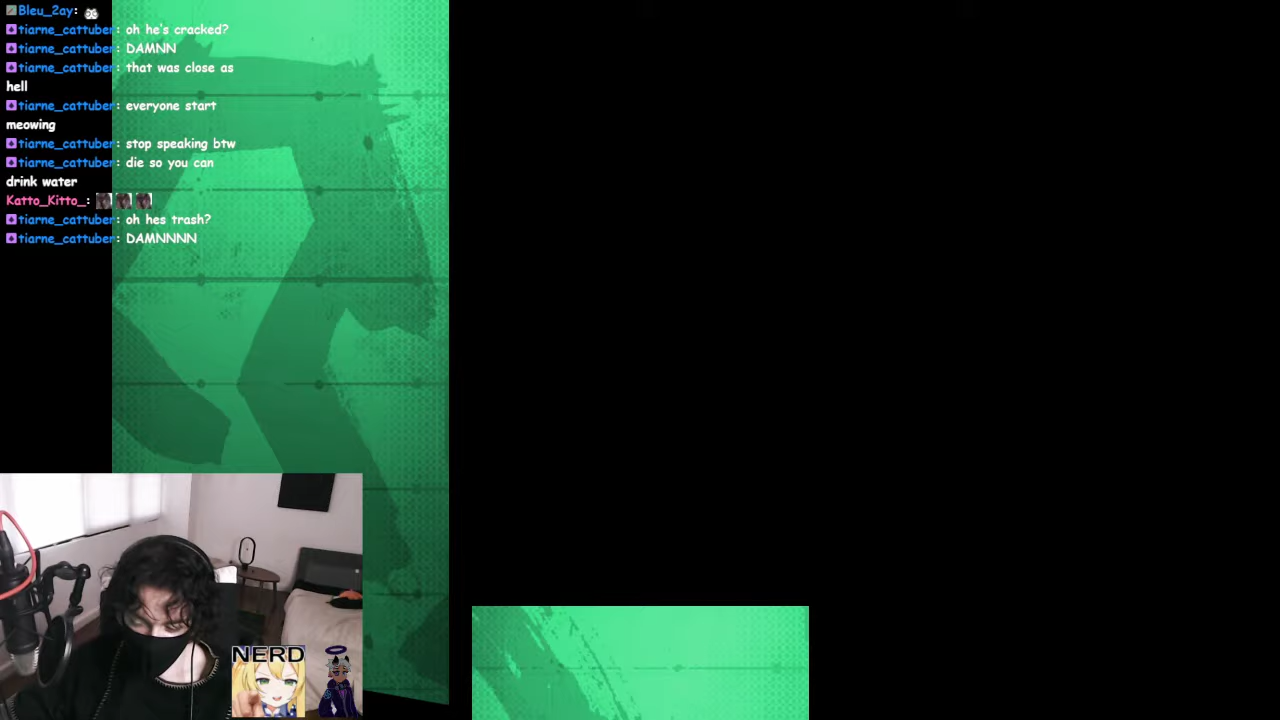 Bleu_2ay:
tiarne_cattuber: oh he's cracked?
tiarne_cattuber: DAMNN
tiarne_cattuber: that was close as
hell
tiarne_cattuber: everyone start
meowing
tiarne_cattuber: stop speaking btw
tiarne_cattuber: die so you can
drink water
Katto_Kitto_:
tiarne_cattuber: oh hes trash?
tiarne_cattuber: DAMNNNN
NERD